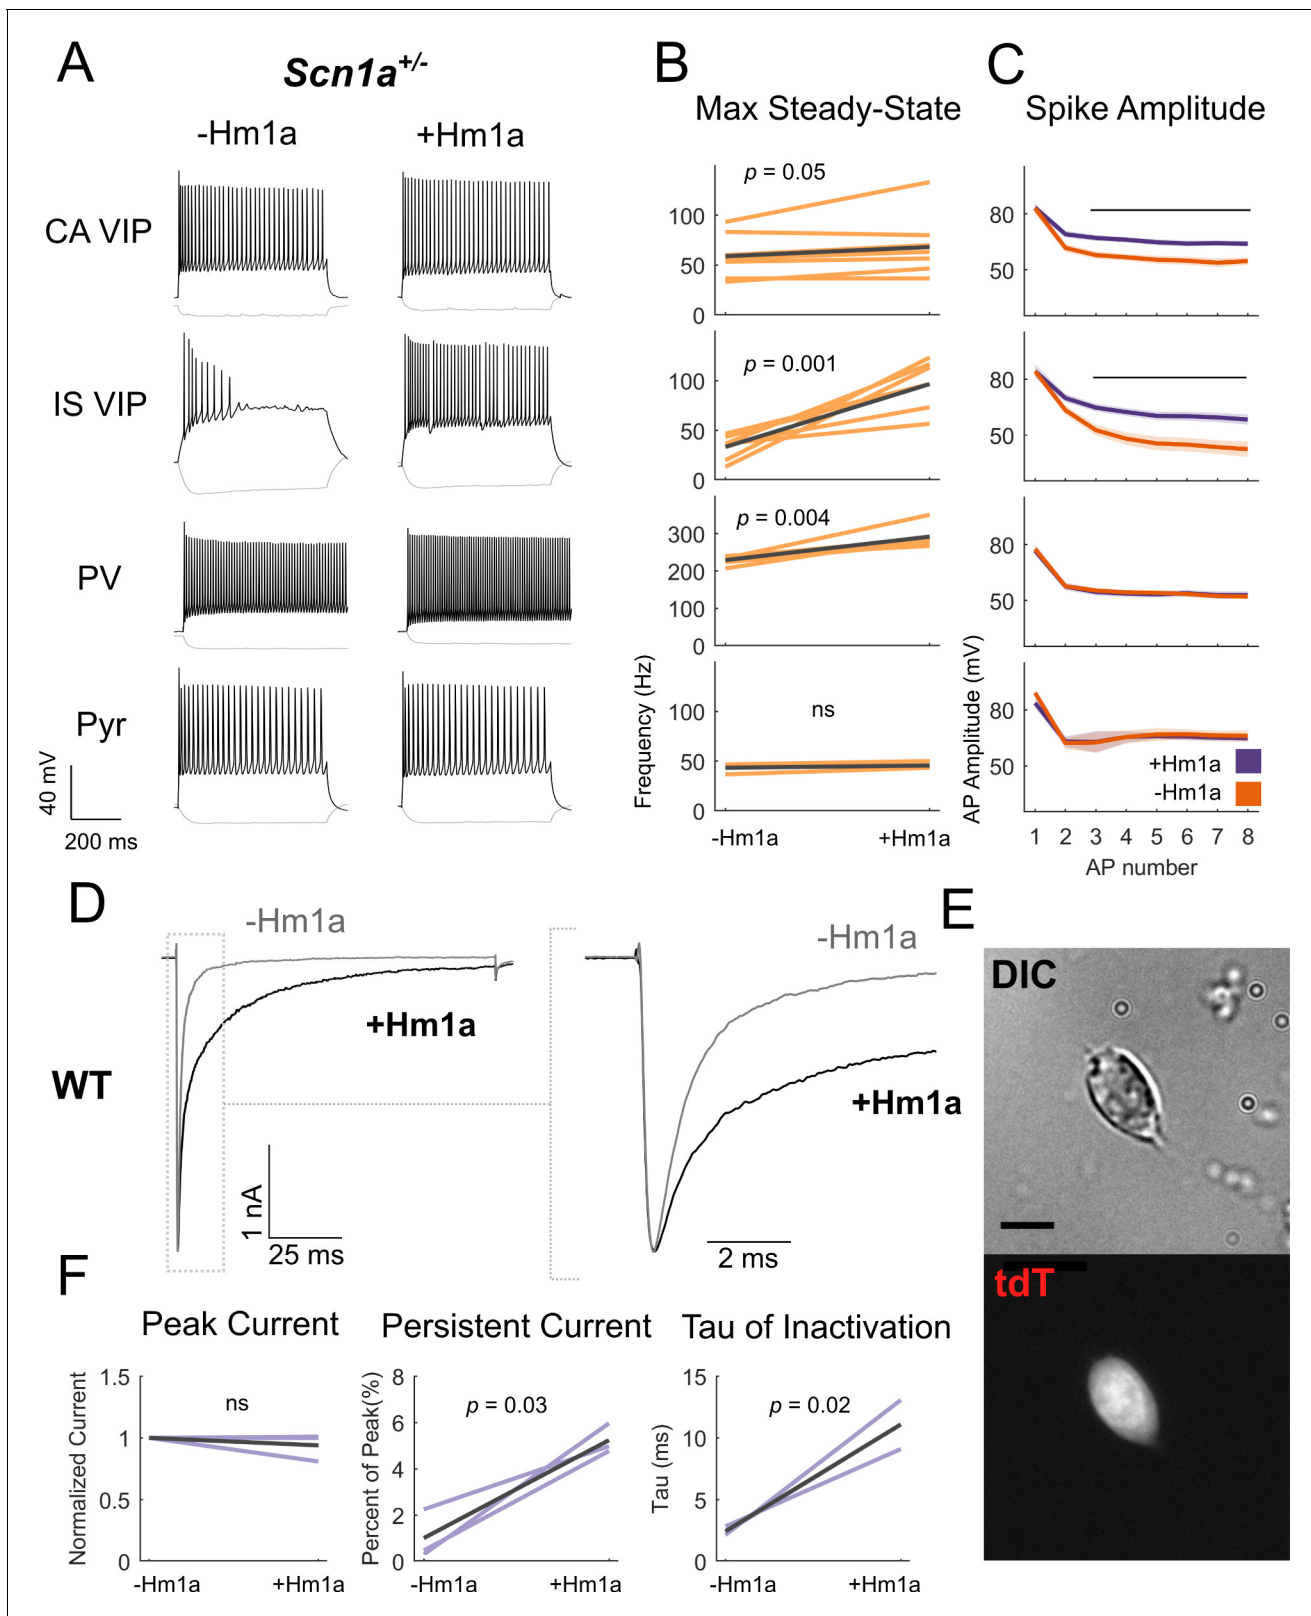 A
Scn1a+/-
-Hm1a
+Hm1a
CA VIP
IS VIP
PV
Pyr
40 mV
200 ms
B
Max Steady-State
p = 0.05
100
50
0
p = 0.001
100
50
0
p = 0.004
300
200
100
0
ns
100
50
0
Frequency (Hz)
-Hm1a
+Hm1a
C
Spike Amplitude
80
50
80
50
80
50
80
50
AP Amplitude (mV)
+Hm1a
-Hm1a
1 2 3 4 5 6 7 8
AP number
D
WT
-Hm1a
+Hm1a
1 nA
25 ms
-Hm1a
+Hm1a
2 ms
E
DIC
tdT
F
Peak Current
ns
Normalized Current
1.5
1
0.5
0
-Hm1a
+Hm1a
Persistent Current
p = 0.03
Percent of Peak(%)
8
6
4
2
0
-Hm1a
+Hm1a
Tau of Inactivation
p = 0.02
Tau (ms)
15
10
5
0
-Hm1a
+Hm1a